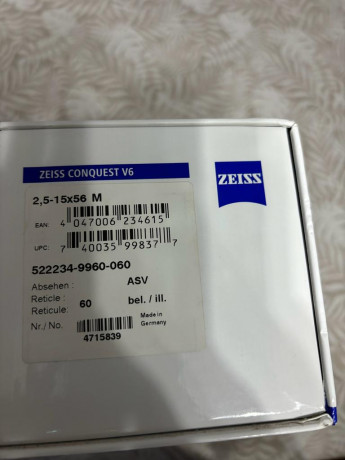 ZEISS CONQUEST V6
ZEISS
2,5-15x56 M
EAN: 4 047006 234615
UPC: 7 40035 99837 7
522234-9960-060
Absehen : ASV
Reticle : 60 bel. / ill.
Reticule:
Nr./ No. Made in
Germany
4715839